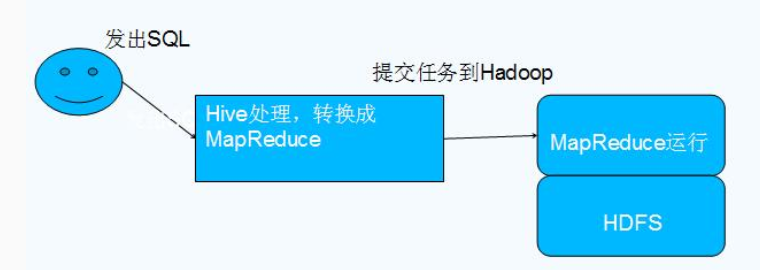 发出SQL
提交任务到Hadoop
Hive处理，转换成
MapReduce
MapReduce运行
HDFS